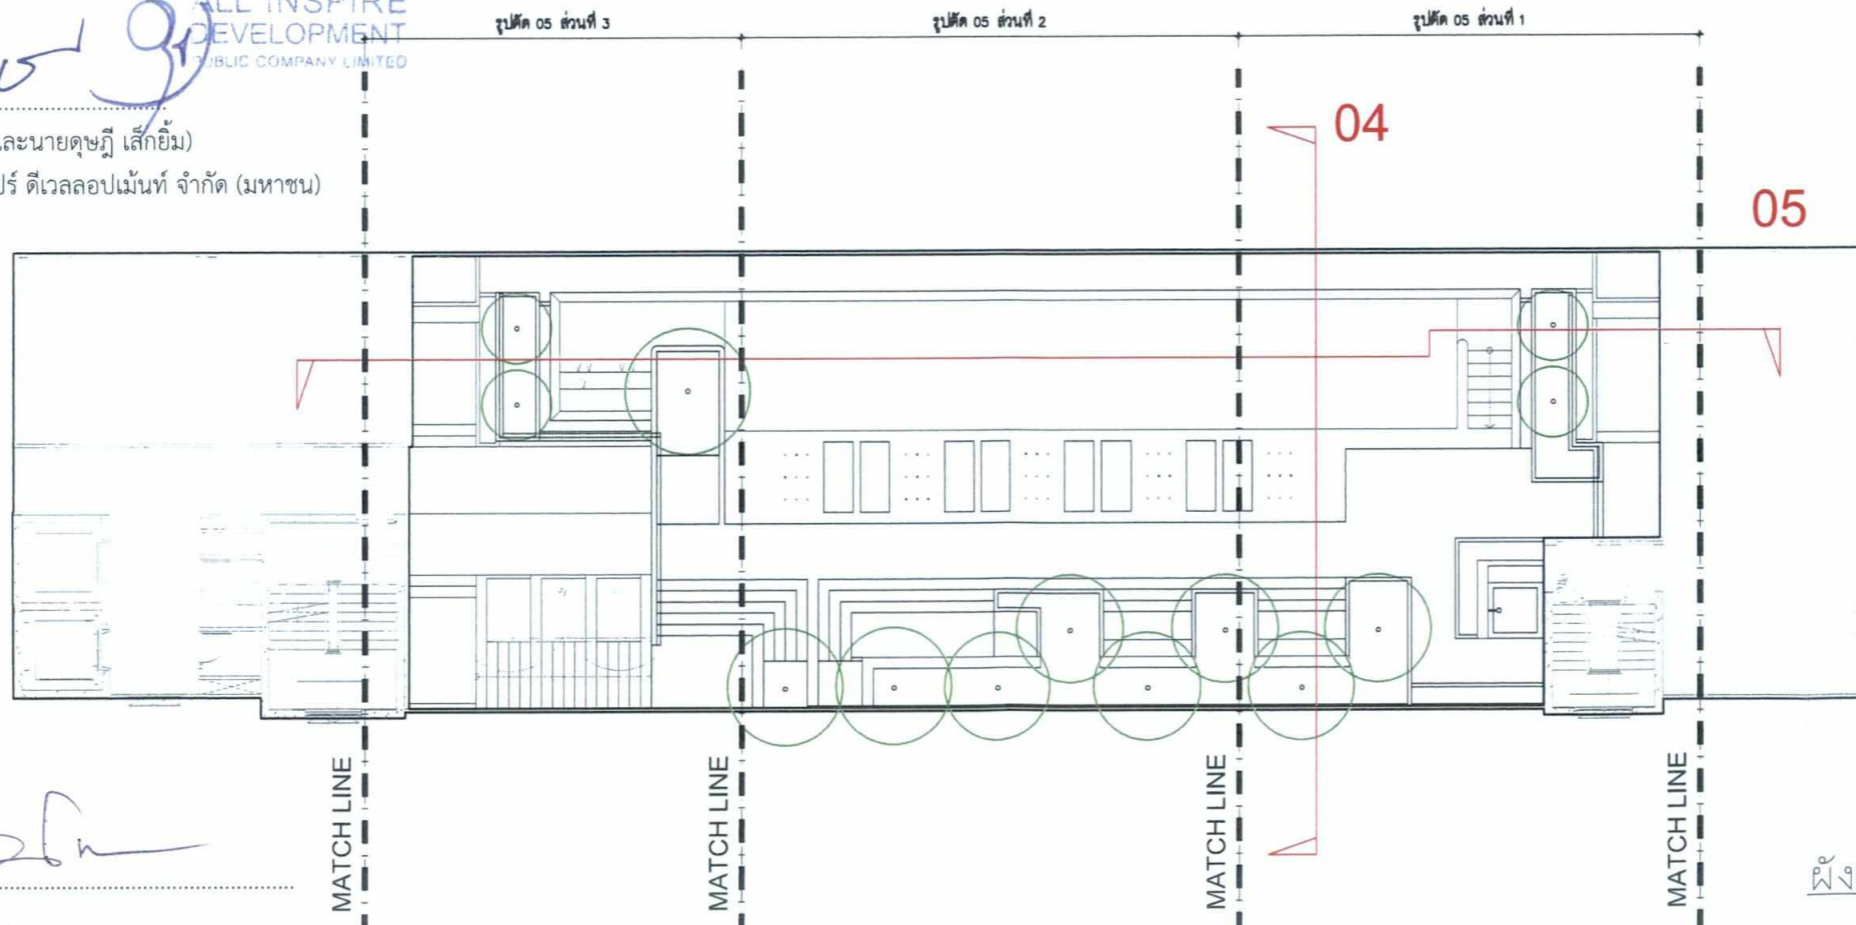 ALL INSPIRE
DEVELOPMENT
PUBLIC COMPANY LIMITED
รูปตัด 05 ส่วนที่ 3
รูปตัด 05 ส่วนที่ 2
รูปตัด 05 ส่วนที่ 1
04
และนายดุษฎี เล็กยิ้ม)
ปร์ ดีเวลลอปเม้นท์ จำกัด (มหาชน)
05
MATCH LINE
MATCH LINE
MATCH LINE
MATCH LINE
ผัง